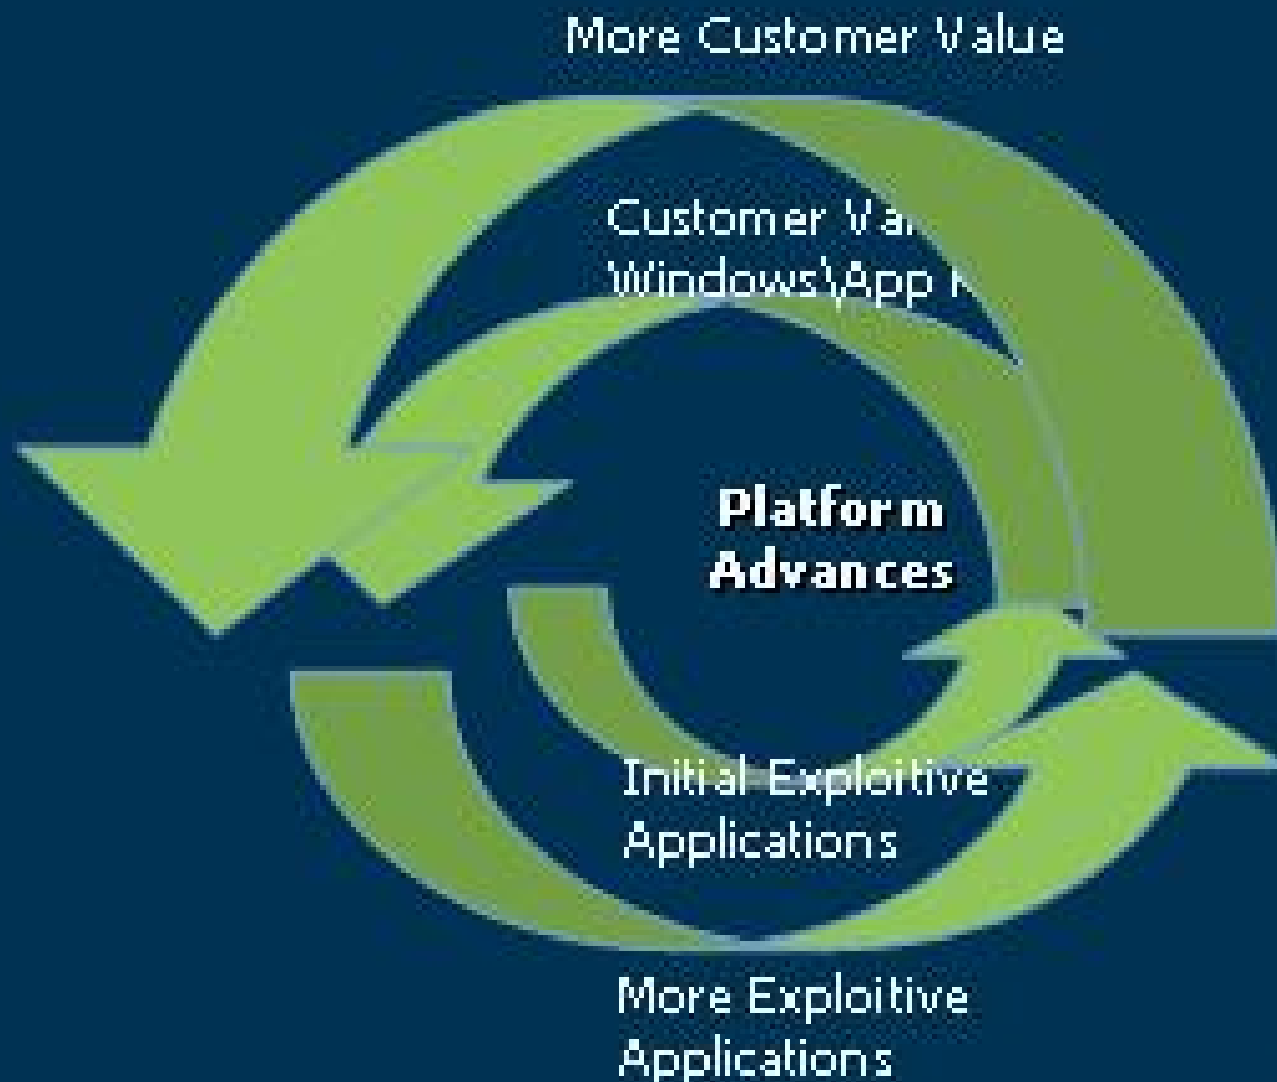 More Customer Value
Customer
Windows\App
Platform
Advances
Initial Exploitive
Applications
More Exploitive
Applications